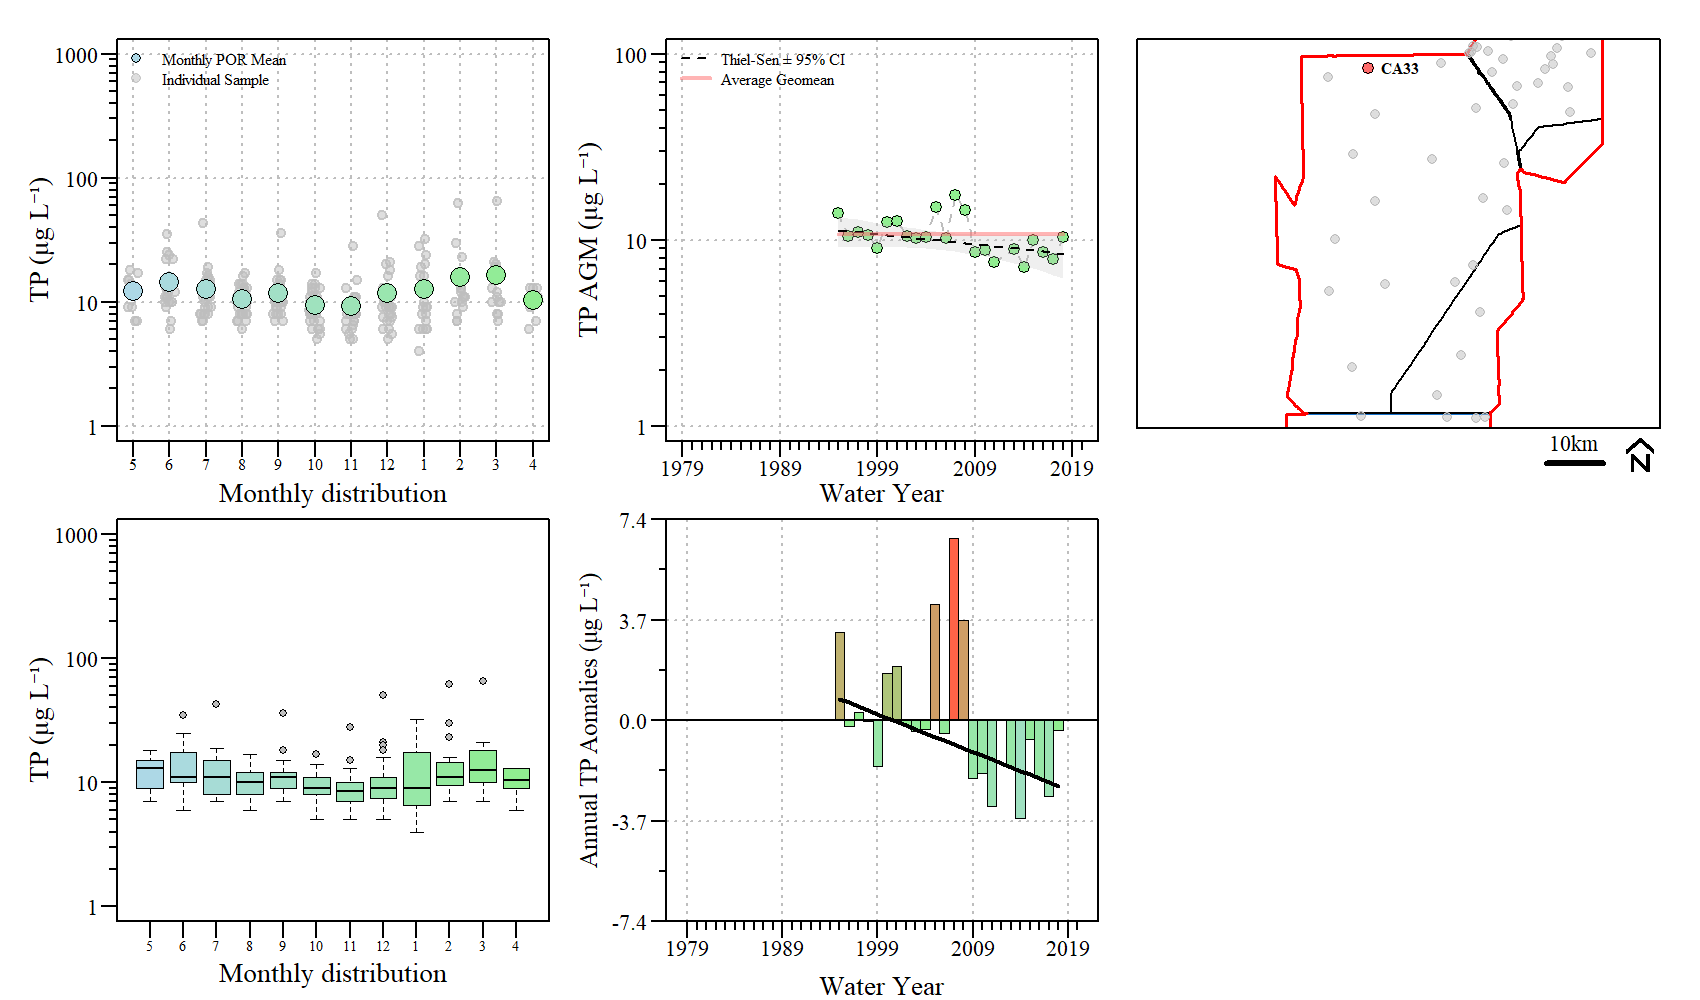 1000
100
10
1
TP (µg L⁻¹)
Monthly POR Mean
Individual Sample
5 6 7 8 9 10 11 12 1 2 3 4
Monthly distribution
100
10
1
TP AGM (µg L⁻¹)
Thiel-Sen ± 95% CI
Average Geomean
1979 1989 1999 2009 2019
Water Year
CA33
10km
N
1000
100
10
1
TP (µg L⁻¹)
5 6 7 8 9 10 11 12 1 2 3 4
Monthly distribution
7.4
3.7
0.0
-3.7
-7.4
Annual TP Aomalies (µg L⁻¹)
1979 1989 1999 2009 2019
Water Year